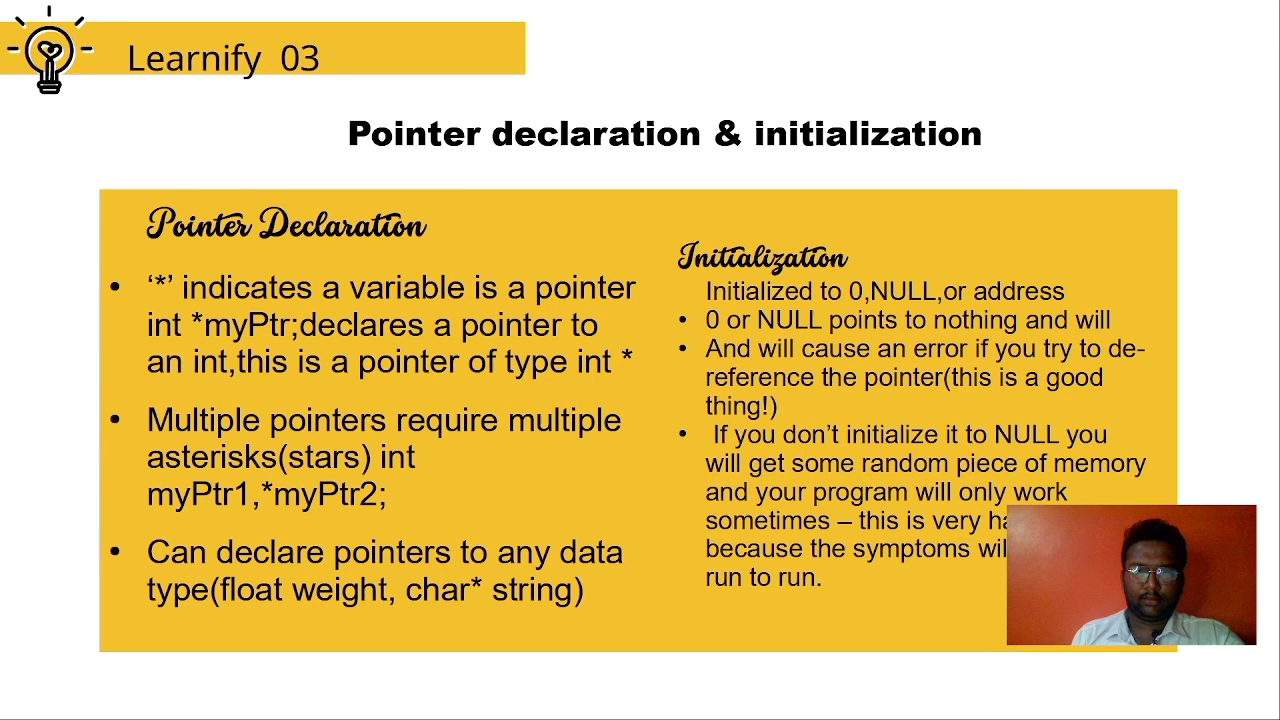 Learnify 03
Pointer declaration & initialization
Pointer Declaration
• ‘*’ indicates a variable is a pointer
int *myPtr;declares a pointer to
an int,this is a pointer of type int *
• Multiple pointers require multiple
asterisks(stars) int
myPtr1,*myPtr2;
• Can declare pointers to any data
type(float weight, char* string)
Initialization
Initialized to 0,NULL,or address
• 0 or NULL points to nothing and will
• And will cause an error if you try to de-
reference the pointer(this is a good
thing!)
• If you don’t initialize it to NULL you
will get some random piece of memory
and your program will only work
sometimes – this is very
because the symptoms
run to run.